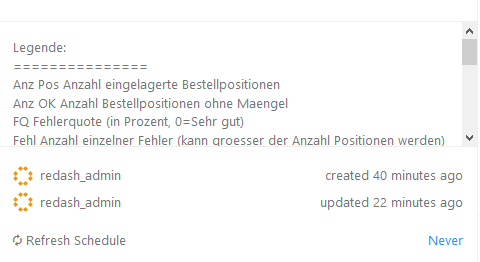 Legende:
===============
Anz Pos Anzahl eingelagerte Bestellpositionen
Anz OK Anzahl Bestellpositionen ohne Maengel
FQ Fehlerquote (in Prozent, 0=Sehr gut)
Fehl Anzahl einzelner Fehler (kann groesser der Anzahl Positionen werden)
redash_admin created 40 minutes ago
redash_admin updated 22 minutes ago
Refresh Schedule Never